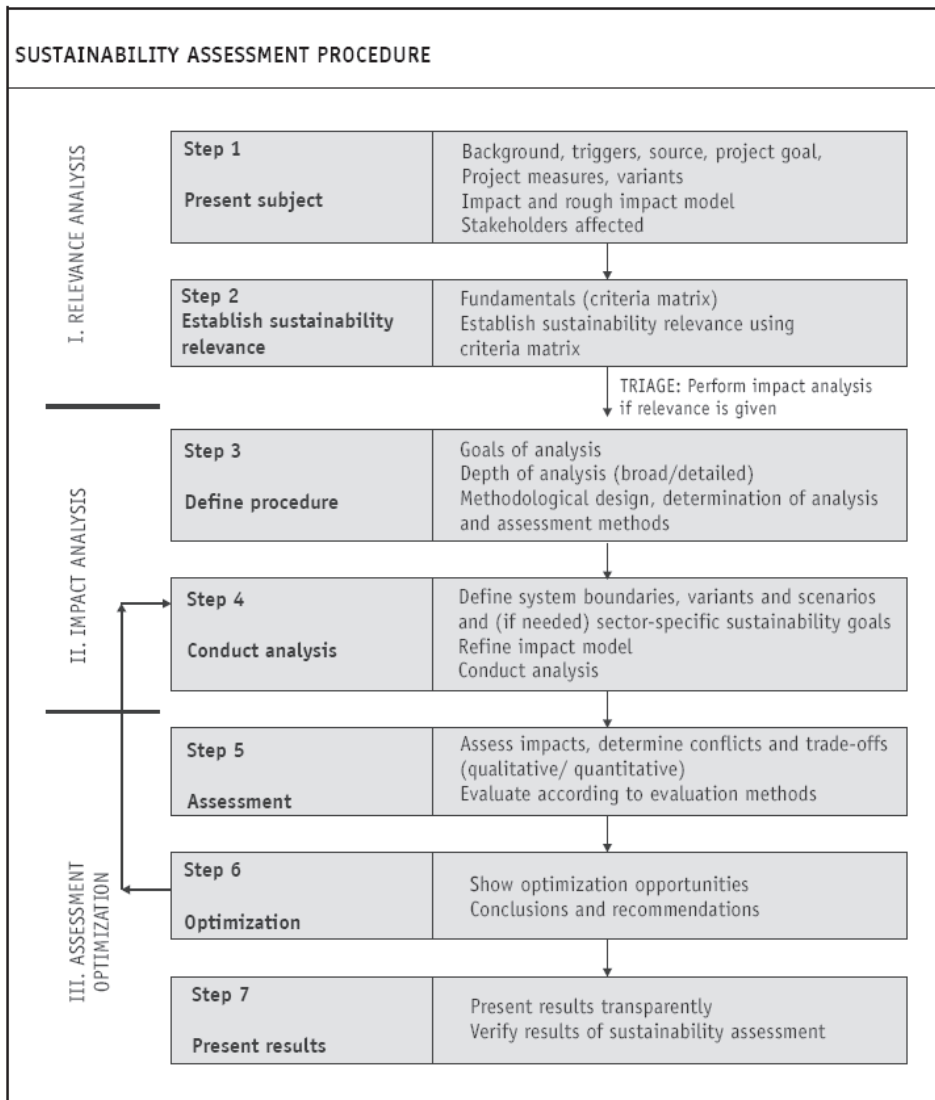 SUSTAINABILITY ASSESSMENT PROCEDURE
I. RELEVANCE ANALYSIS
Step 1
Present subject
Background, triggers, source, project goal,
Project measures, variants
Impact and rough impact model
Stakeholders affected
Step 2
Establish sustainability
relevance
Fundamentals (criteria matrix)
Establish sustainability relevance using
criteria matrix
TRIAGE: Perform impact analysis
if relevance is given
II. IMPACT ANALYSIS
Step 3
Define procedure
Goals of analysis
Depth of analysis (broad/detailed)
Methodological design, determination of analysis
and assessment methods
Step 4
Conduct analysis
Define system boundaries, variants and scenarios
and (if needed) sector-specific sustainability goals
Refine impact model
Conduct analysis
III. ASSESSMENT
OPTIMIZATION
Step 5
Assessment
Assess impacts, determine conflicts and trade-offs
(qualitative/ quantitative)
Evaluate according to evaluation methods
Step 6
Optimization
Show optimization opportunities
Conclusions and recommendations
Step 7
Present results
Present results transparently
Verify results of sustainability assessment